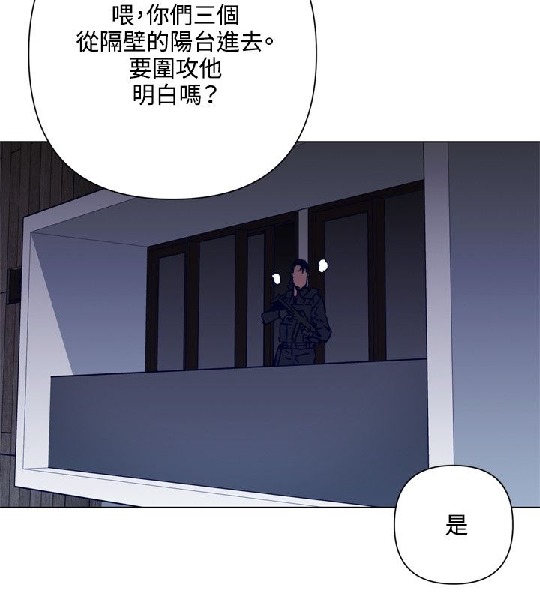 喂，你們三個
從隔壁的陽台進去。
要圍攻他
明白嗎？
是